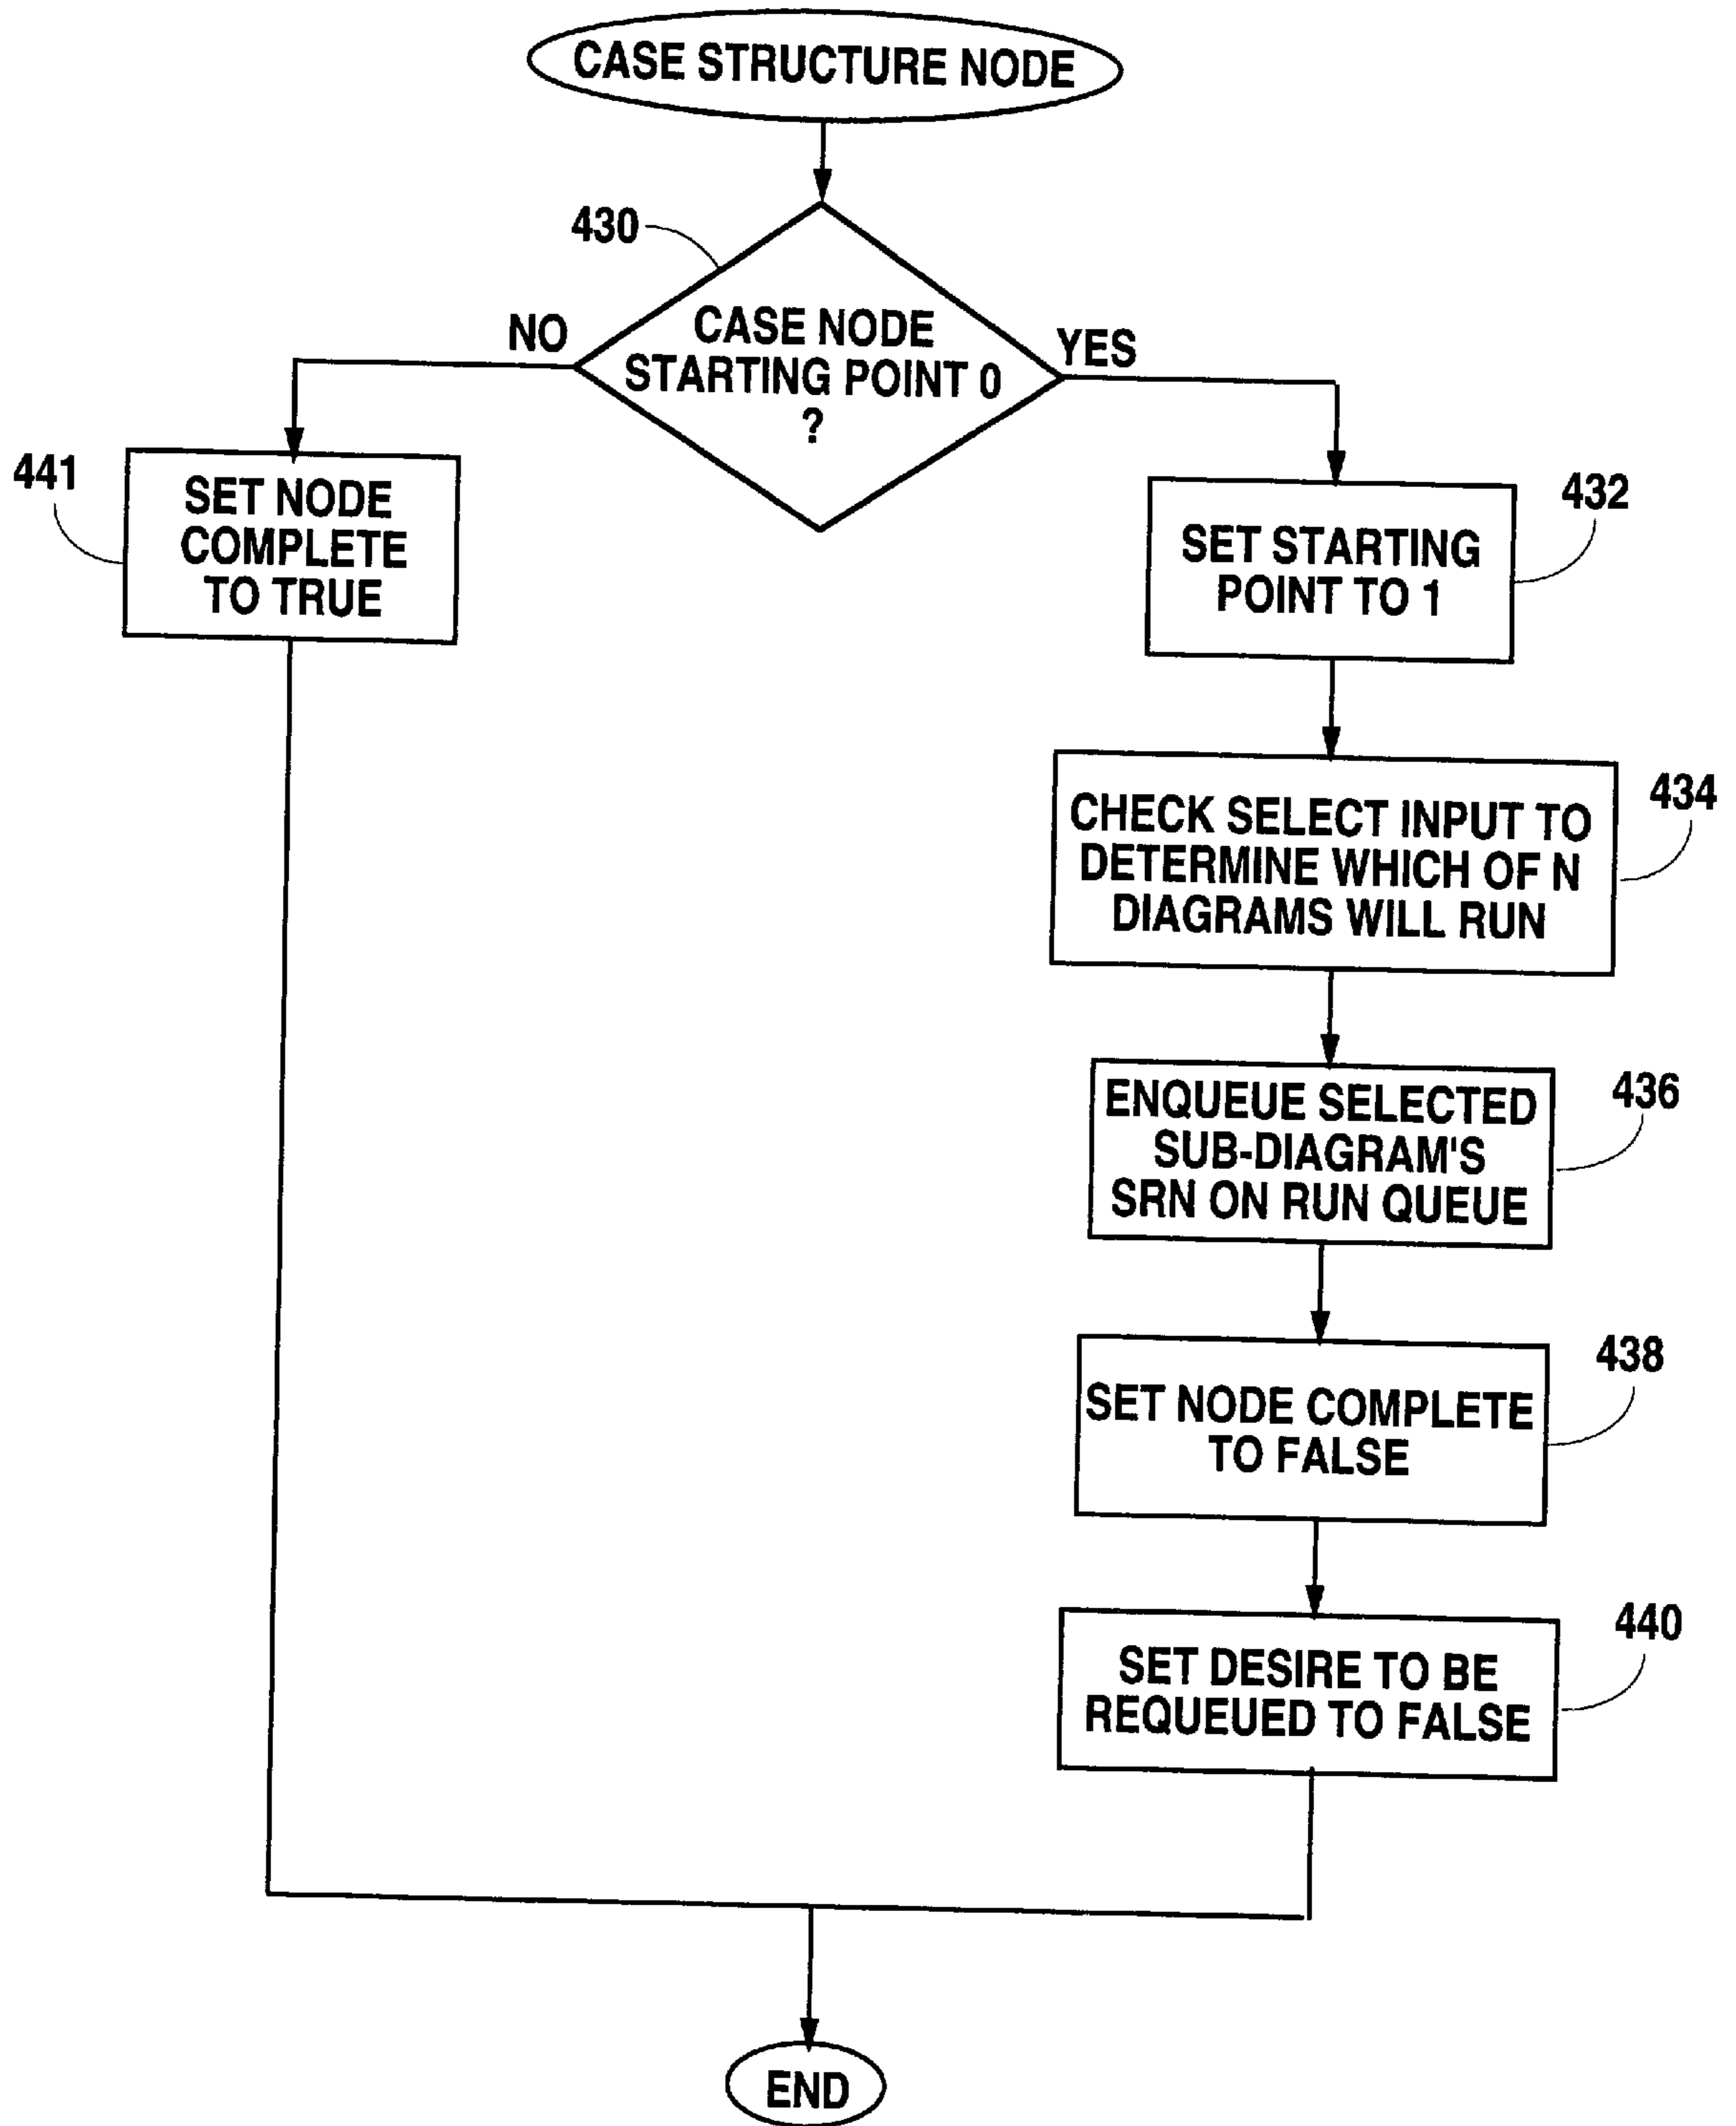 CASE STRUCTURE NODE
430
CASE NODE
STARTING POINT 0
?
NO
YES
441
SET NODE
COMPLETE
TO TRUE
432
SET STARTING
POINT TO 1
434
CHECK SELECT INPUT TO
DETERMINE WHICH OF N
DIAGRAMS WILL RUN
436
ENQUEUE SELECTED
SUB-DIAGRAM'S
SRN ON RUN QUEUE
438
SET NODE COMPLETE
TO FALSE
440
SET DESIRE TO BE
REQUEUED TO FALSE
END